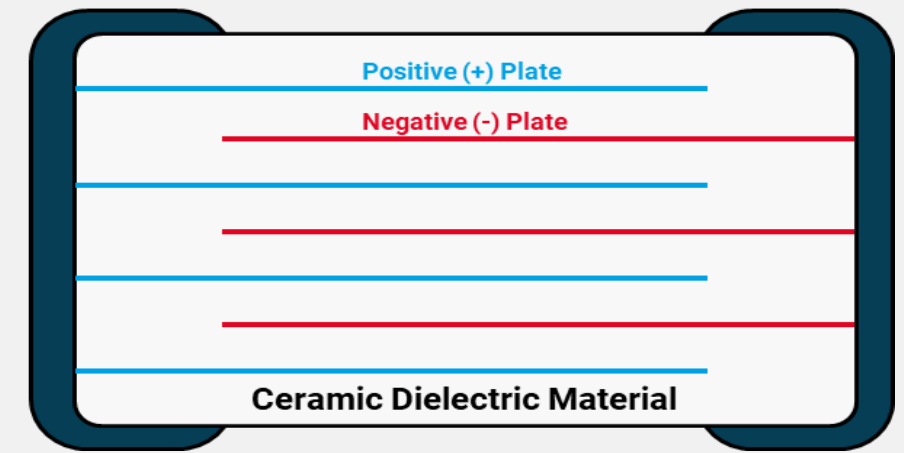 Positive (+) Plate
Negative (-) Plate
Ceramic Dielectric Material